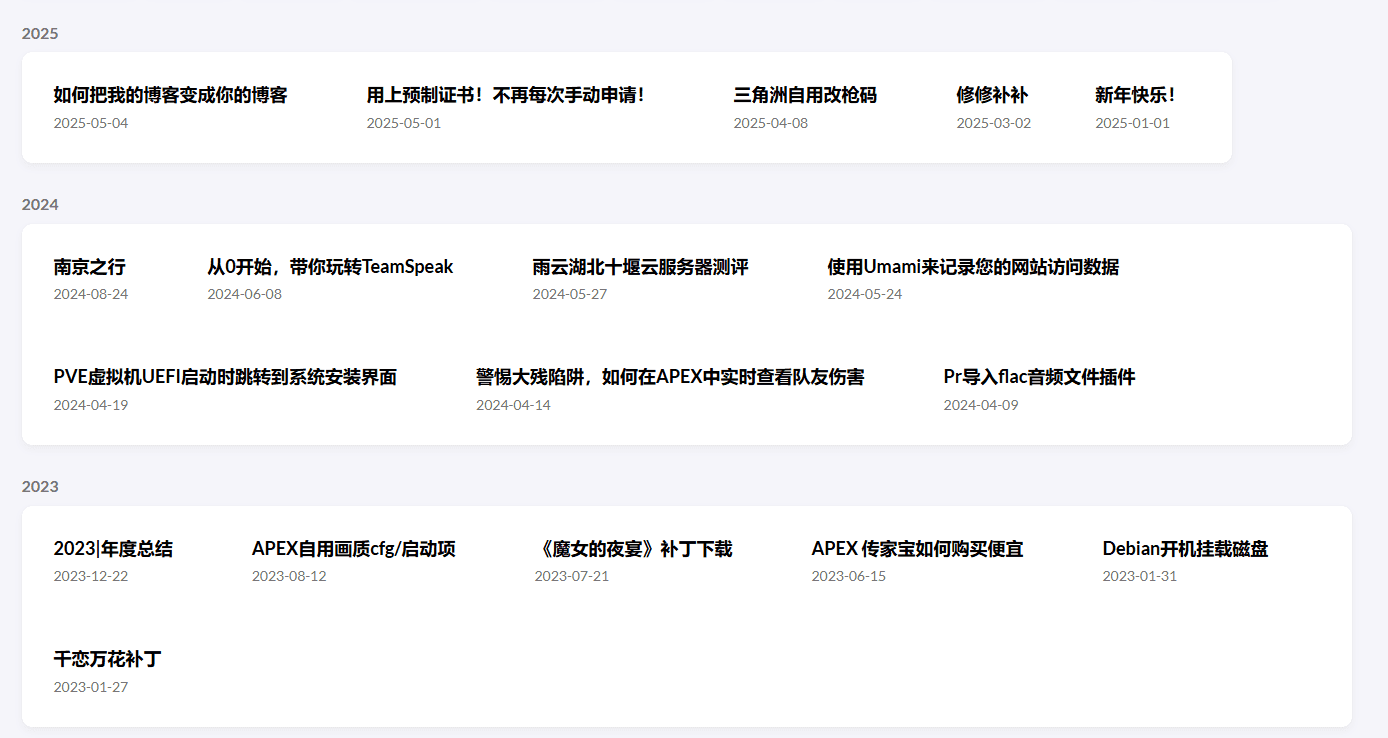 2025
如何把我的博客变成你的博客
2025-05-04
用上预制证书！不再每次手动申请！
2025-05-01
三角洲自用改枪码
2025-04-08
修修补补
2025-03-02
新年快乐！
2025-01-01
2024
南京之行
2024-08-24
从0开始，带你玩转TeamSpeak
2024-06-08
雨云湖北十堰云服务器测评
2024-05-27
使用Umami来记录您的网站访问数据
2024-05-24
PVE虚拟机UEFI启动时跳转到系统安装界面
2024-04-19
警惕大残陷阱，如何在APEX中实时查看队友伤害
2024-04-14
Pr导入flac音频文件插件
2024-04-09
2023
2023|年度总结
2023-12-22
APEX自用画质cfg/启动项
2023-08-12
《魔女的夜宴》补丁下载
2023-07-21
APEX 传家宝如何购买便宜
2023-06-15
Debian开机挂载磁盘
2023-01-31
千恋万花补丁
2023-01-27